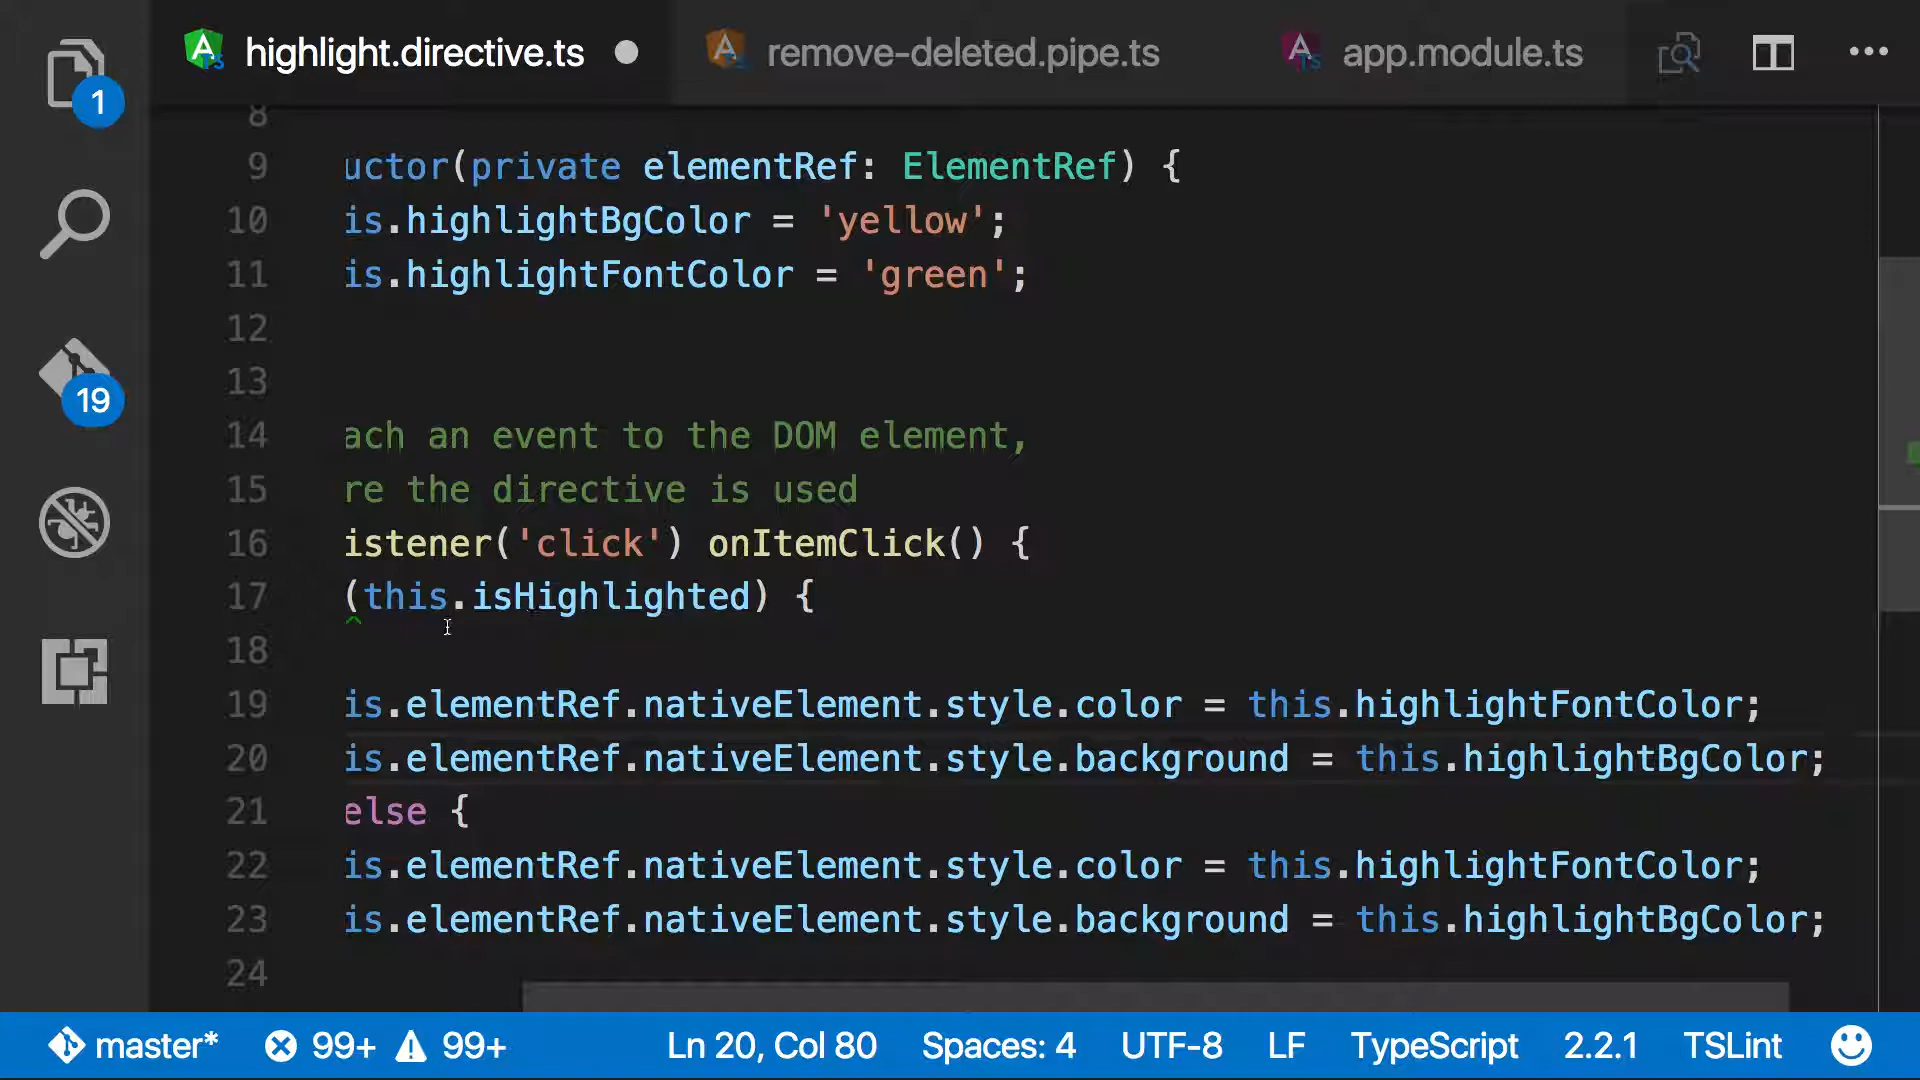 highlight.directive.ts
remove-deleted.pipe.ts
app.module.ts
1
19
8
9 uctor(private elementRef: ElementRef) {
10 is.highlightBgColor = 'yellow';
11 is.highlightFontColor = 'green';
12
13
14 ach an event to the DOM element,
15 re the directive is used
16 istener('click') onItemClick() {
17 (this.isHighlighted) {
18
19 is.elementRef.nativeElement.style.color = this.highlightFontColor;
20 is.elementRef.nativeElement.style.background = this.highlightBgColor;
21 else {
22 is.elementRef.nativeElement.style.color = this.highlightFontColor;
23 is.elementRef.nativeElement.style.background = this.highlightBgColor;
24
master* 99+ 99+ Ln 20, Col 80 Spaces: 4 UTF-8 LF TypeScript 2.2.1 TSLint